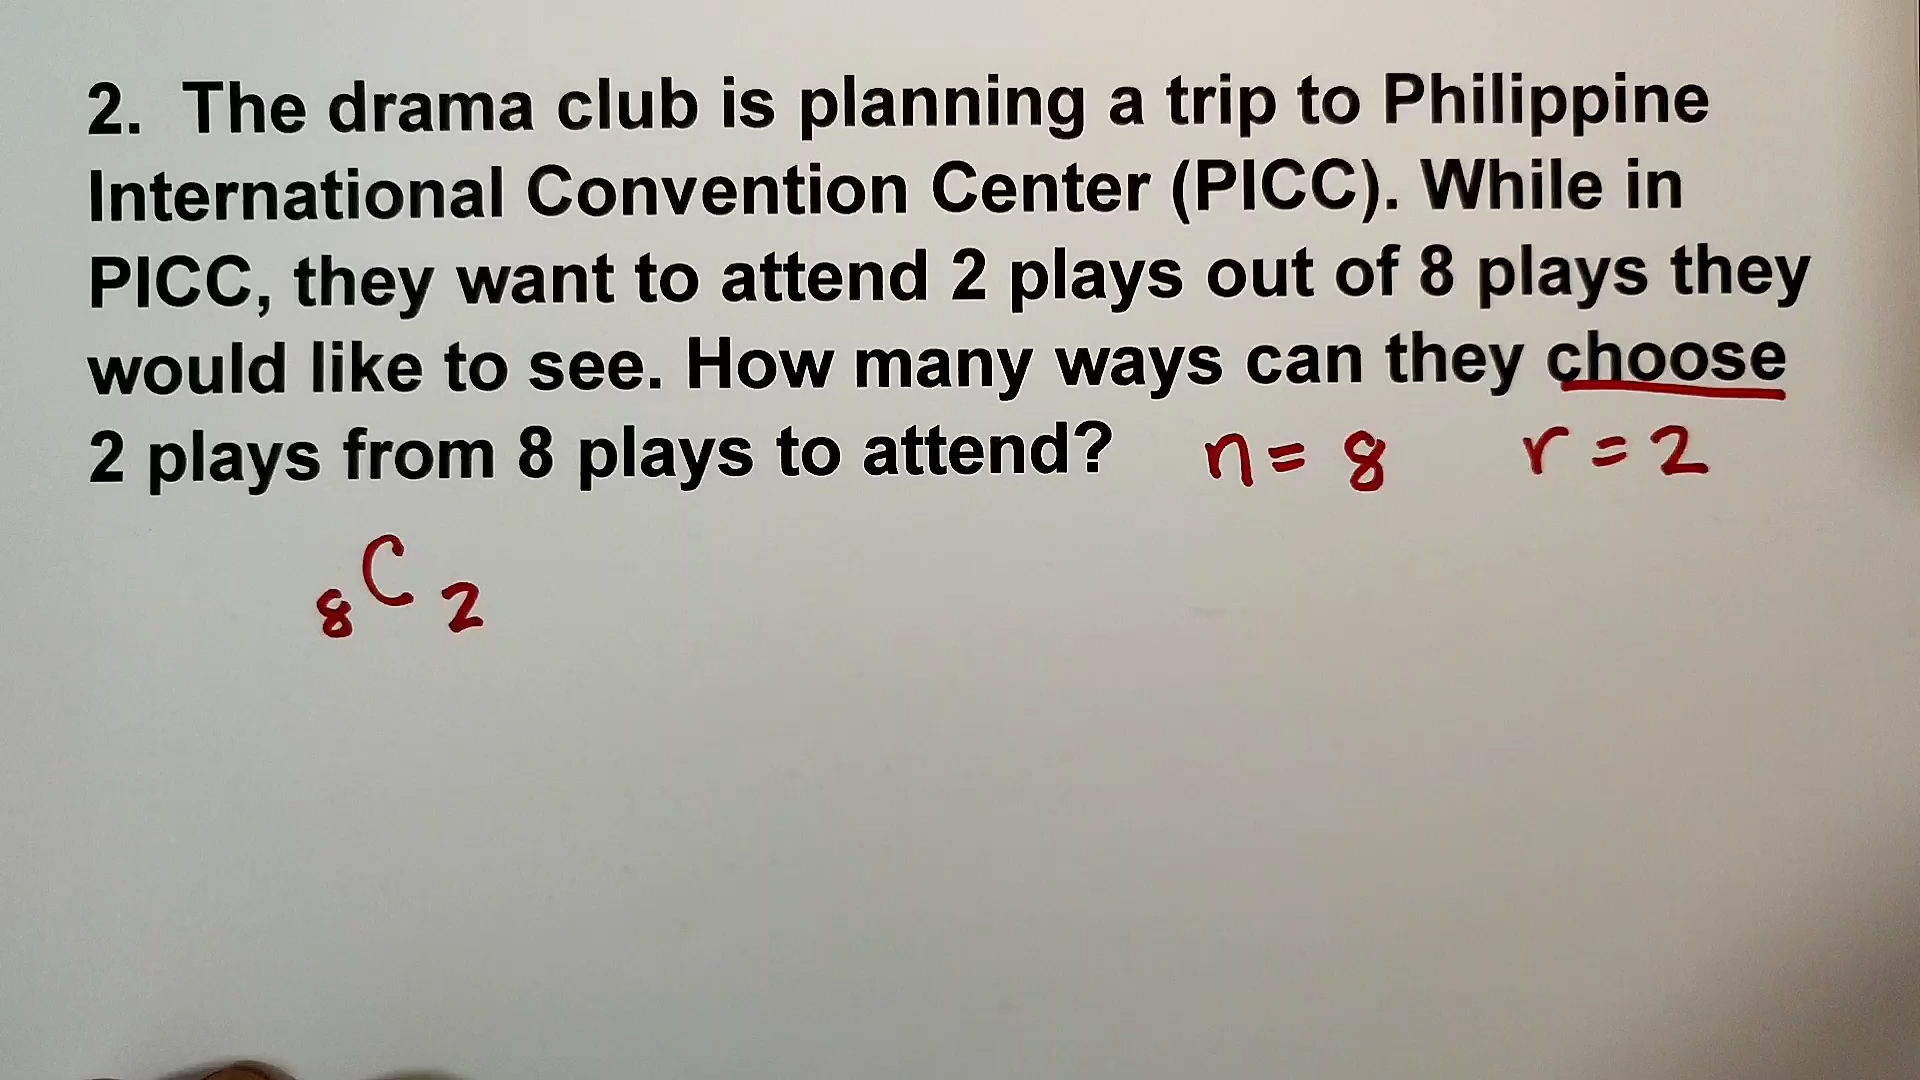 2. The drama club is planning a trip to Philippine
International Convention Center (PICC). While in
PICC, they want to attend 2 plays out of 8 plays they
would like to see. How many ways can they choose
2 plays from 8 plays to attend? n = 8 r = 2
8C2